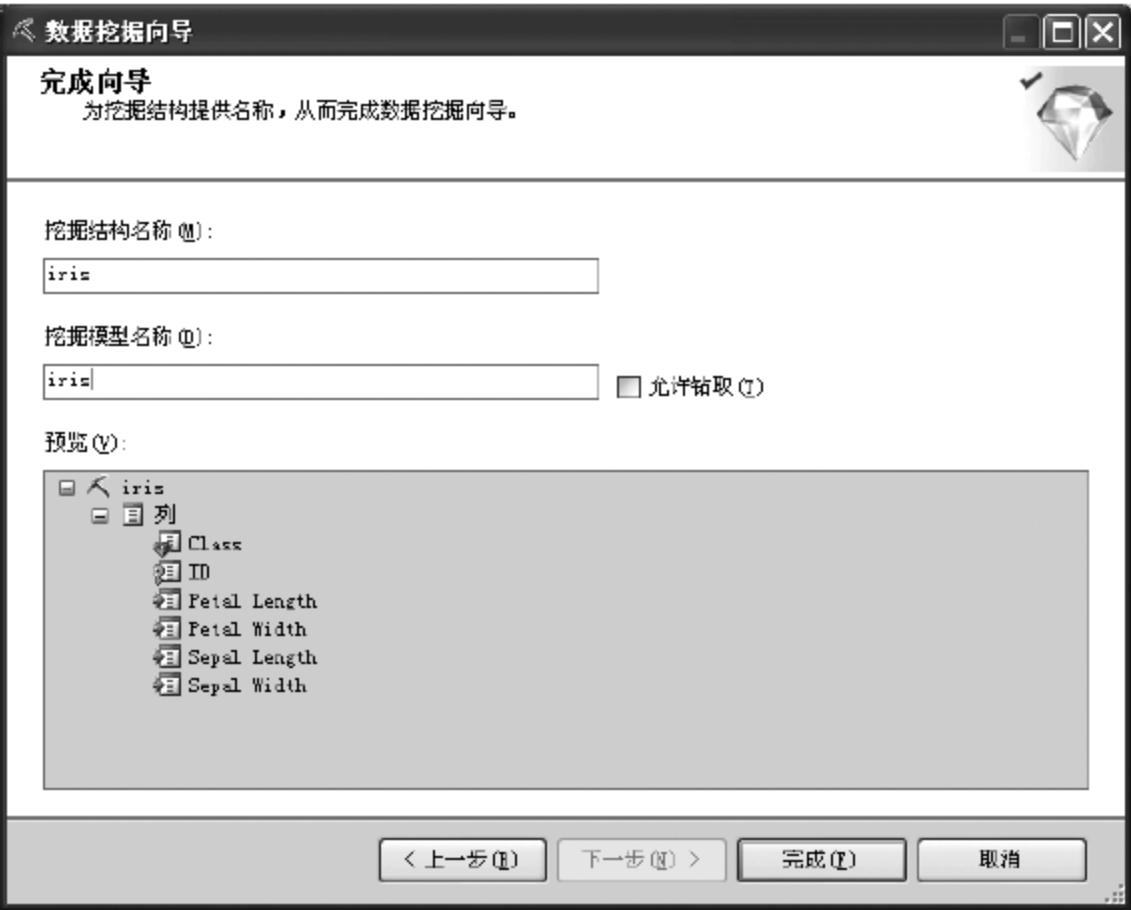 数据挖掘向导
完成向导
为挖掘结构提供名称，从而完成数据挖掘向导。
挖掘结构名称(M):
iris
挖掘模型名称(D):
iris
允许钻取(T)
预览(V):
iris
列
Class
ID
Petal Length
Petal Width
Sepal Length
Sepal Width
< 上一步(B)
下一步(N) >
完成(F)
取消